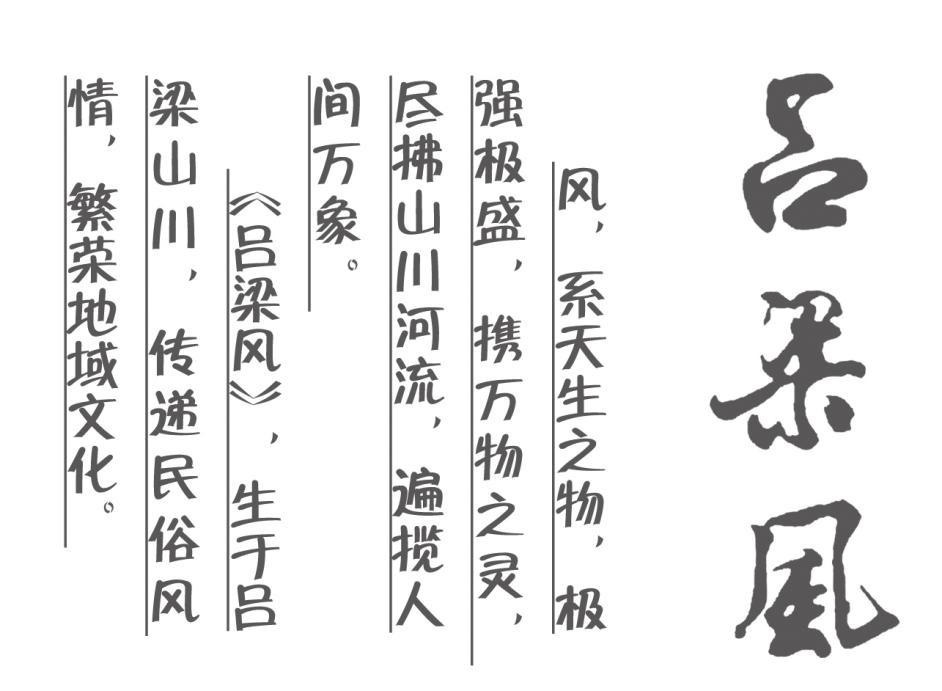 吕梁風
风，系天生之物，极
强极盛，携万物之灵，
尽拂山川河流，遍揽人
间万象。
《吕梁风》，生于吕
梁山川，传递民俗风
情，繁荣地域文化。